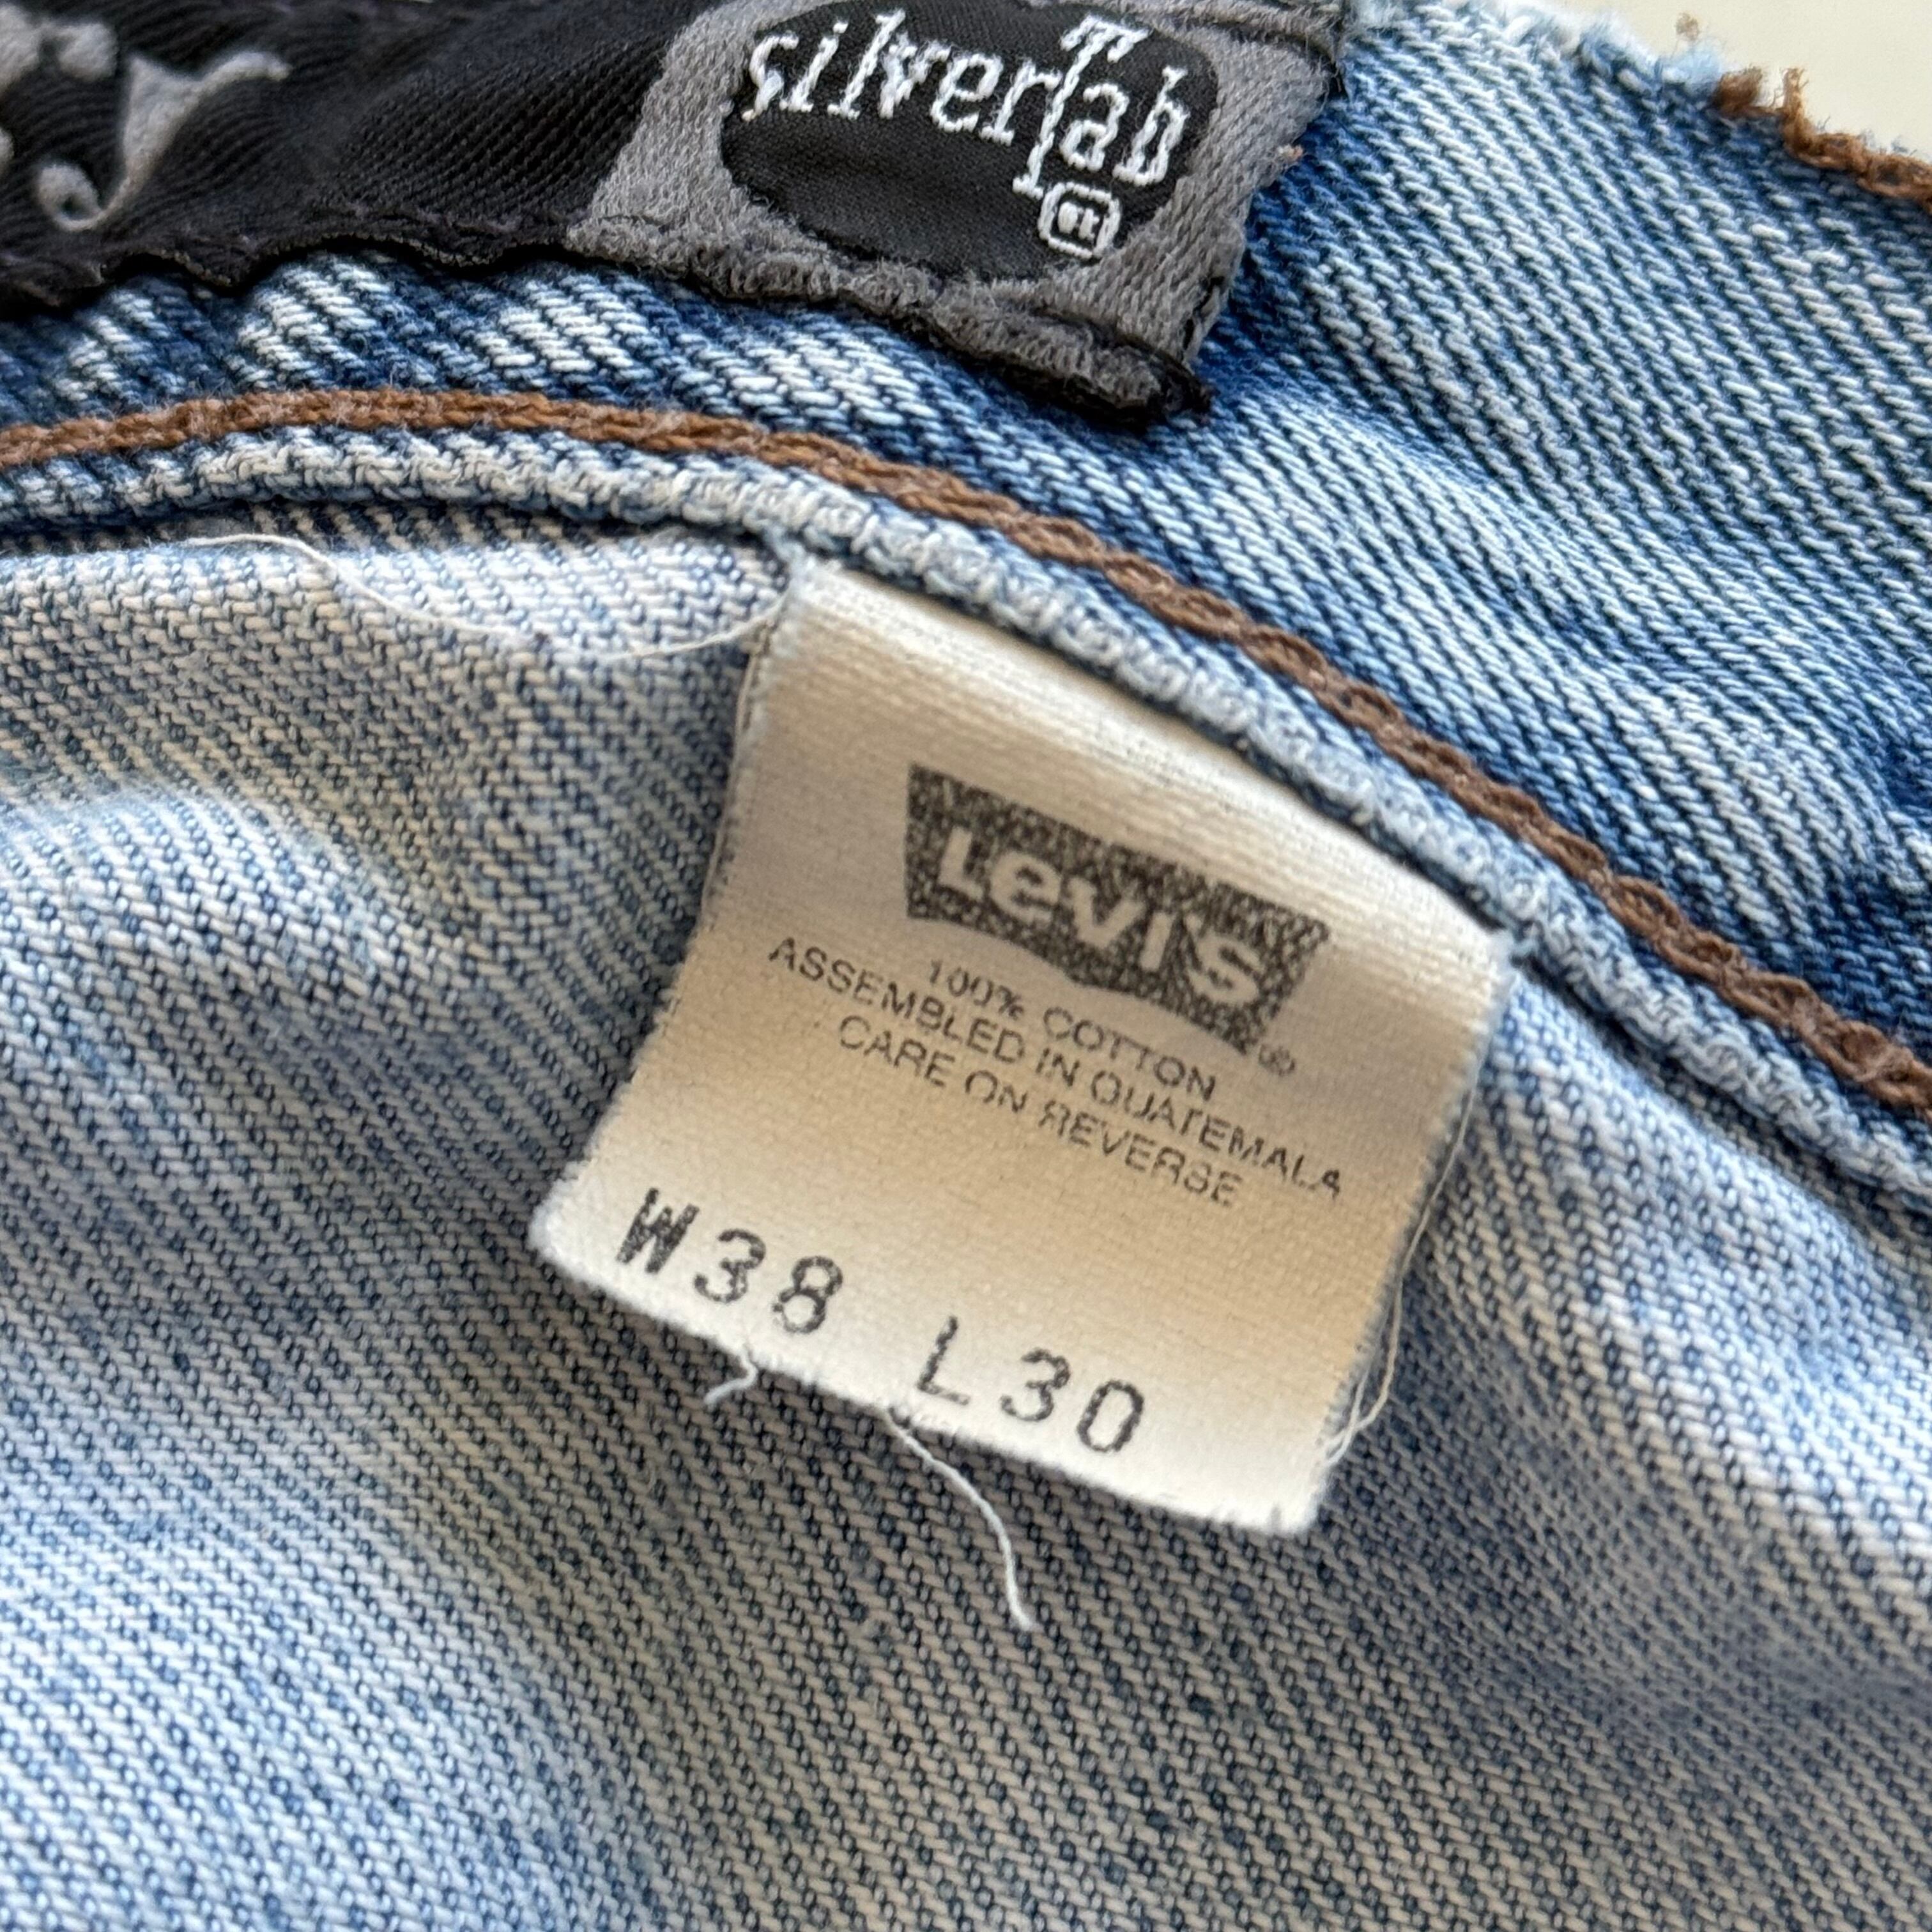 silverTab
®
LEVI'S
®
100% COTTON
ASSEMBLED IN GUATEMALA
CARE ON REVERSE
W38 L30